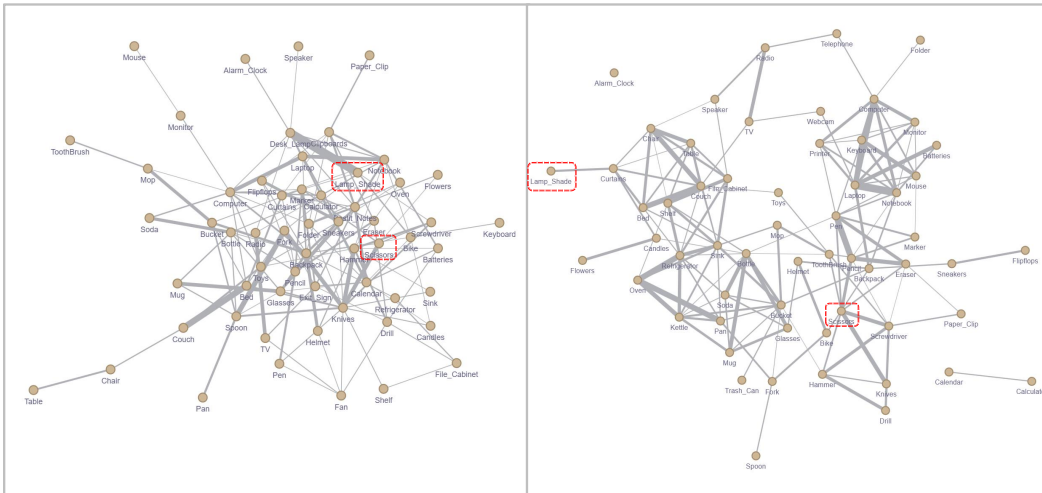 Mouse
Speaker
Alarm_Clock
Paper_Clip
Monitor
ToothBrush
Desk_Lamp
Clipboards
Laptop
Notebook
Lamp_Shade
Mop
Flipflops
Oven
Flowers
Computer
Curtains
Marker
Calculator
Soda
Bucket
Bottle
Radio
Fork
Folder
Speakers
Eraser
Screwdriver
Keyboard
Scissors
Bike
Batteries
Backpack
Toys
Pencil
Exit_Sign
Mug
Bed
Glasses
Calendar
Sink
Knives
Refrigerator
Spoon
Drill
Candles
Couch
TV
Helmet
Chair
Pen
File_Cabinet
Table
Pan
Fan
Shelf
Telephone
Folder
Radio
Alarm_Clock
Speaker
Computer
TV
Webcam
Chair
Monitor
Table
Printer
Keyboard
Batteries
Lamp_Shade
Curtains
File_Cabinet
Couch
Toys
Laptop
Mouse
Notebook
Bed
Shelf
Pen
Candles
Mop
Marker
Flowers
Refrigerator
Sink
Bottle
Helmet
ToothBrush
Pencil
Backpack
Eraser
Sneakers
Flipflops
Oven
Soda
Kettle
Pan
Bucket
Glasses
Scissors
Bike
Screwdriver
Paper_Clip
Mug
Trash_Can
Fork
Hammer
Knives
Calendar
Drill
Spoon